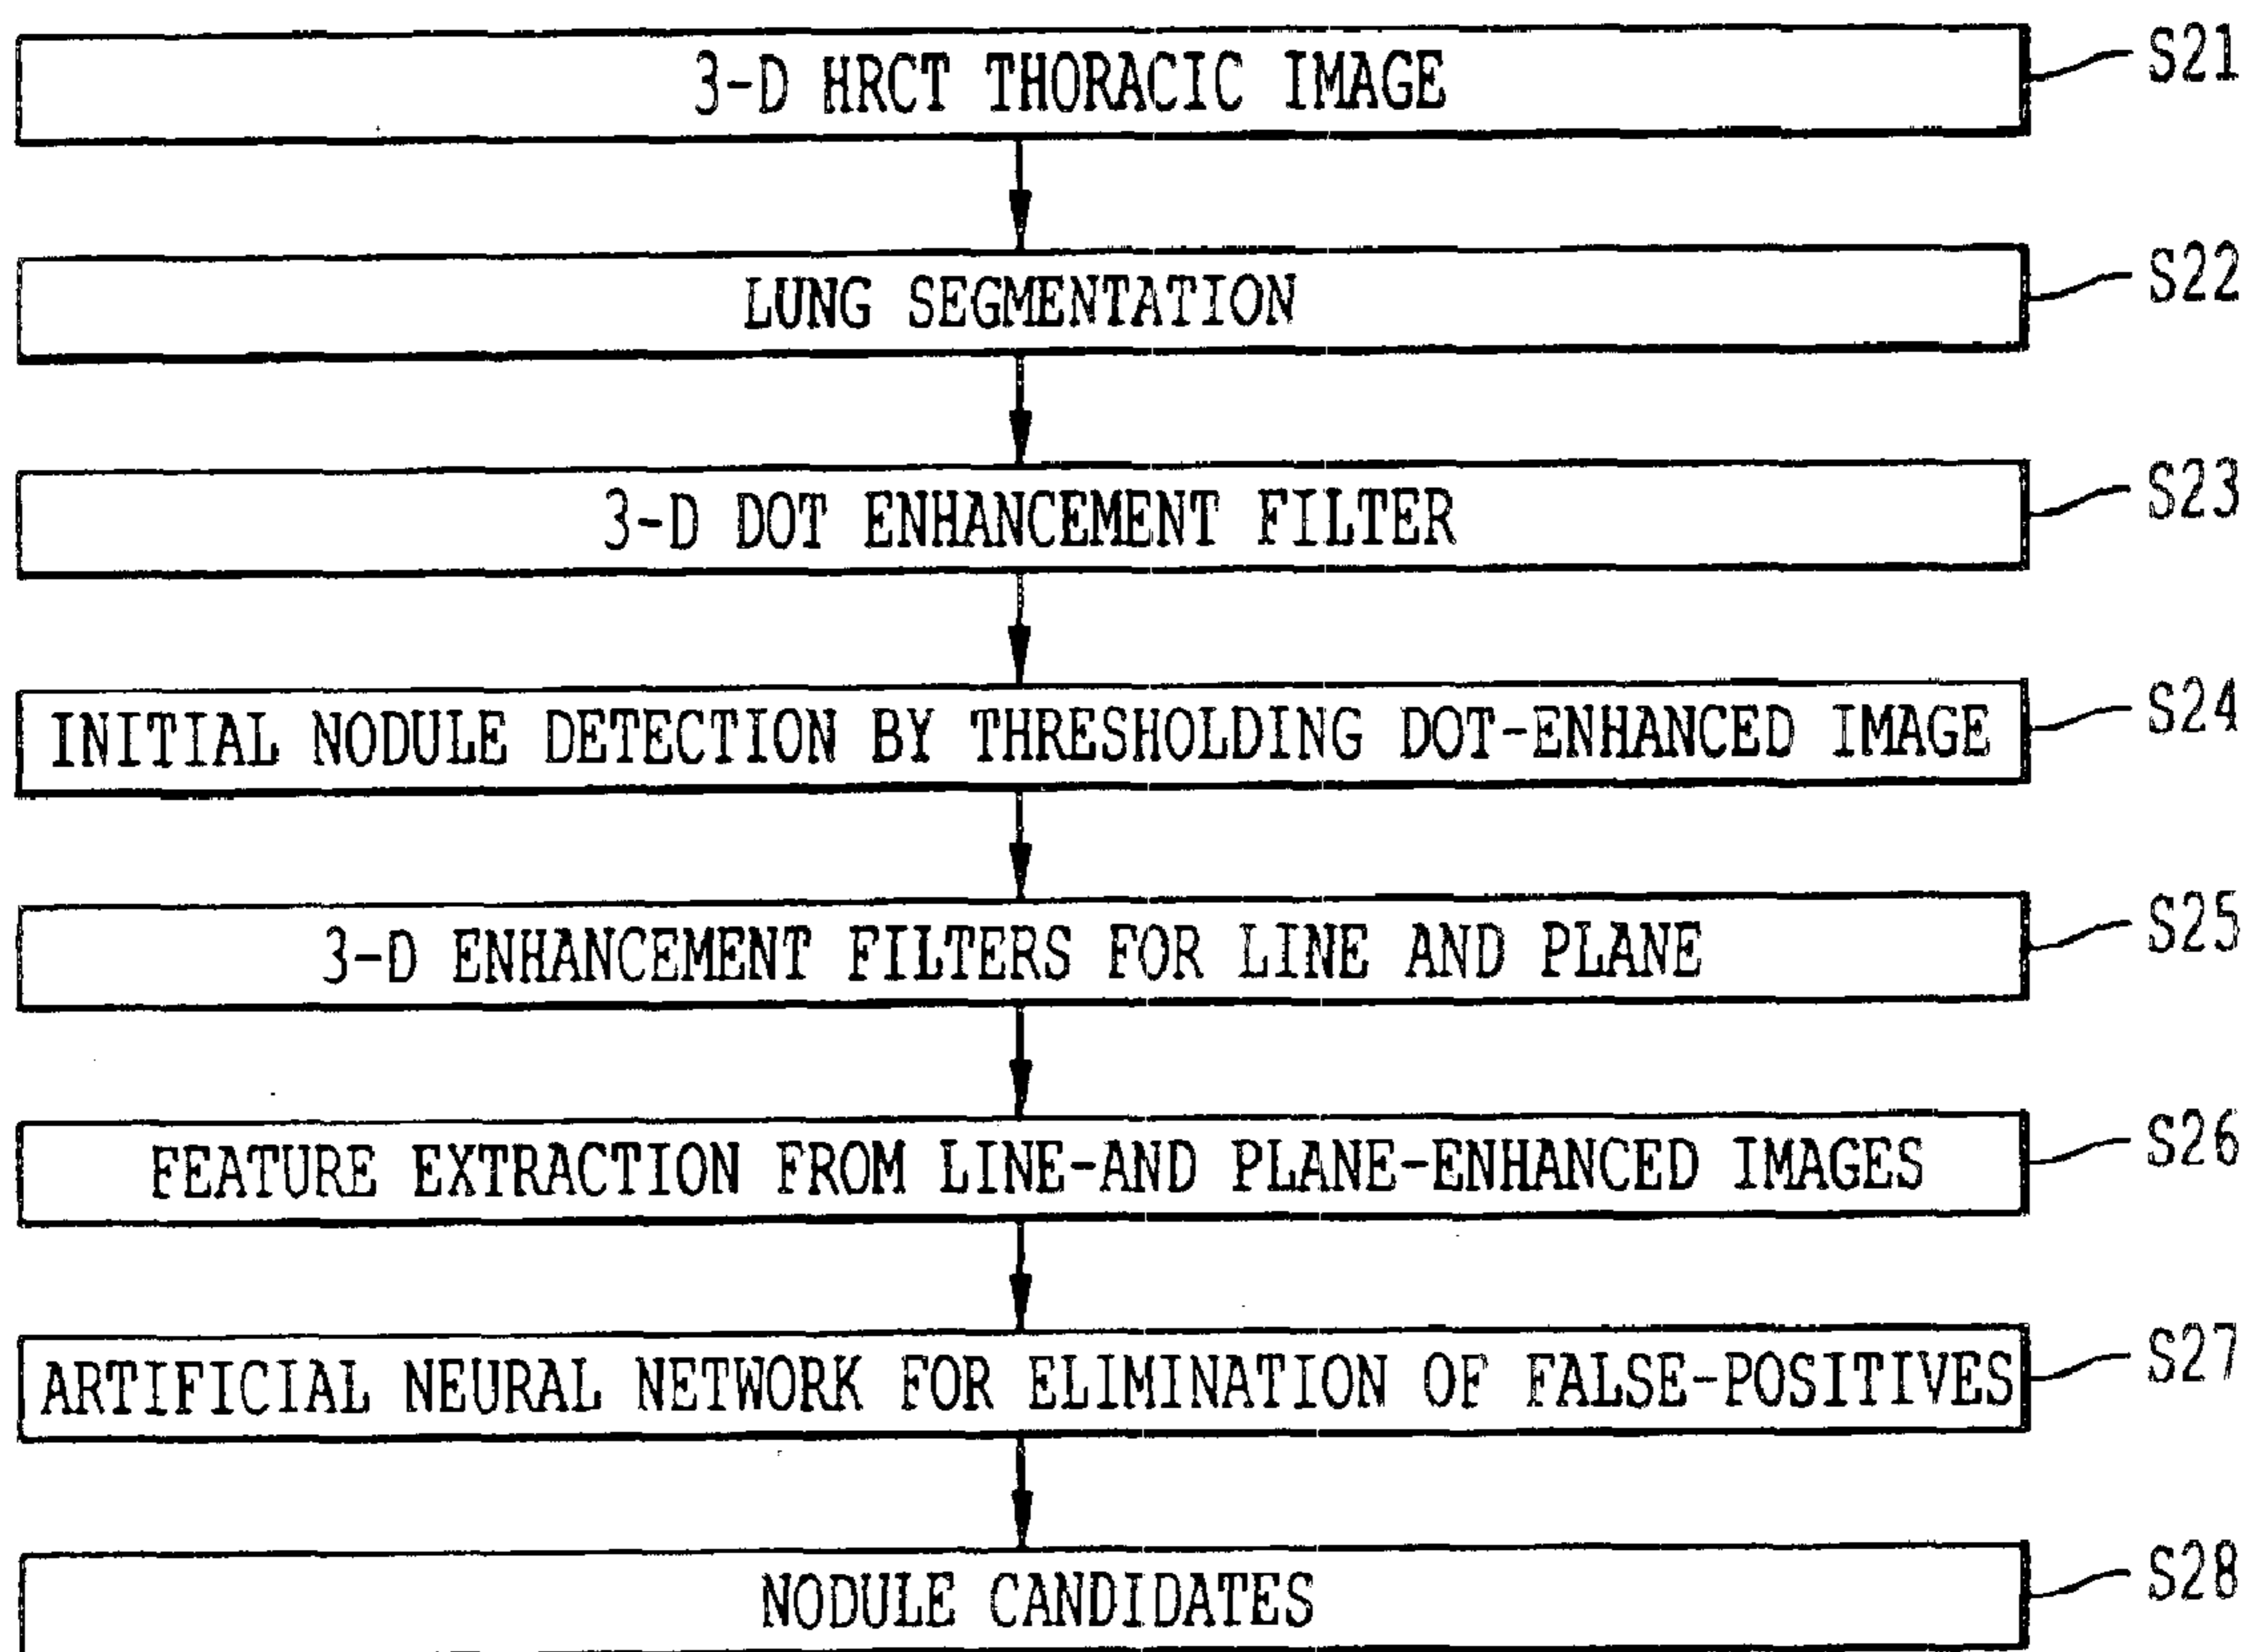 3-D HRCT THORACIC IMAGE S21
LUNG SEGMENTATION S22
3-D DOT ENHANCEMENT FILTER S23
INITIAL NODULE DETECTION BY THRESHOLDING DOT-ENHANCED IMAGE S24
3-D ENHANCEMENT FILTERS FOR LINE AND PLANE S25
FEATURE EXTRACTION FROM LINE-AND PLANE-ENHANCED IMAGES S26
ARTIFICIAL NEURAL NETWORK FOR ELIMINATION OF FALSE-POSITIVES S27
NODULE CANDIDATES S28